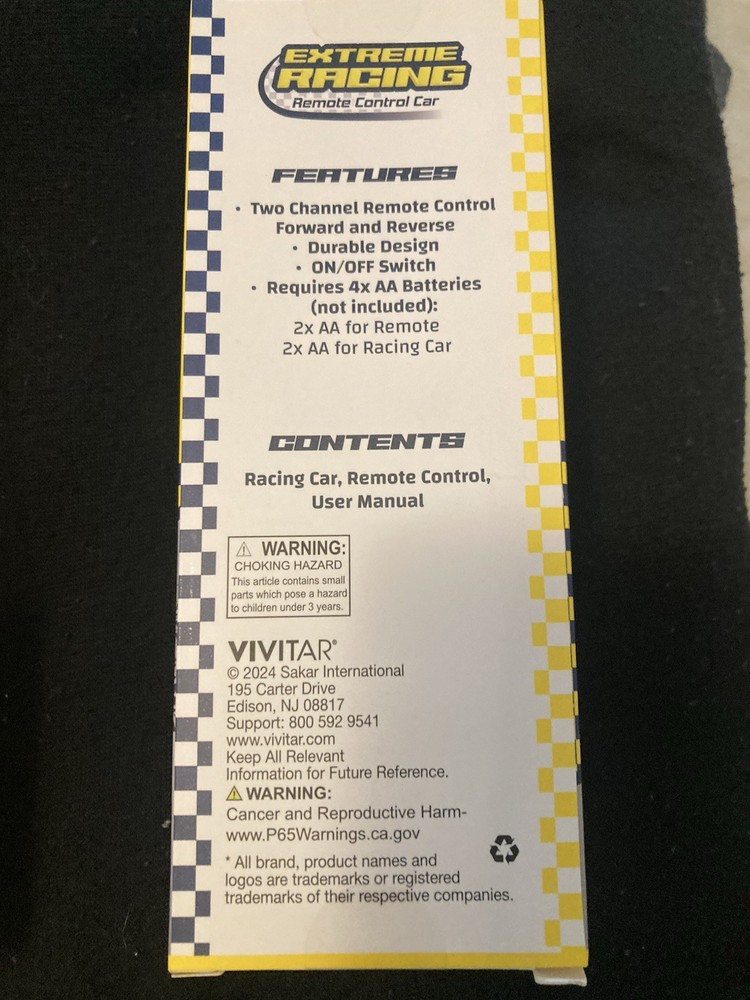 EXTREME
RACING
Remote Control Car
FEATURES
• Two Channel Remote Control
Forward and Reverse
• Durable Design
• ON/OFF Switch
• Requires 4x AA Batteries
(not included):
2x AA for Remote
2x AA for Racing Car
CONTENTS
Racing Car, Remote Control,
User Manual
⚠ WARNING:
CHOKING HAZARD
This article contains small
parts which pose a hazard
to children under 3 years.
VIVITAR®
© 2024 Sakar International
195 Carter Drive
Edison, NJ 08817
Support: 800 592 9541
www.vivitar.com
Keep All Relevant
Information for Future Reference.
⚠ WARNING:
Cancer and Reproductive Harm-
www.P65Warnings.ca.gov
* All brand, product names and
logos are trademarks or registered
trademarks of their respective companies.